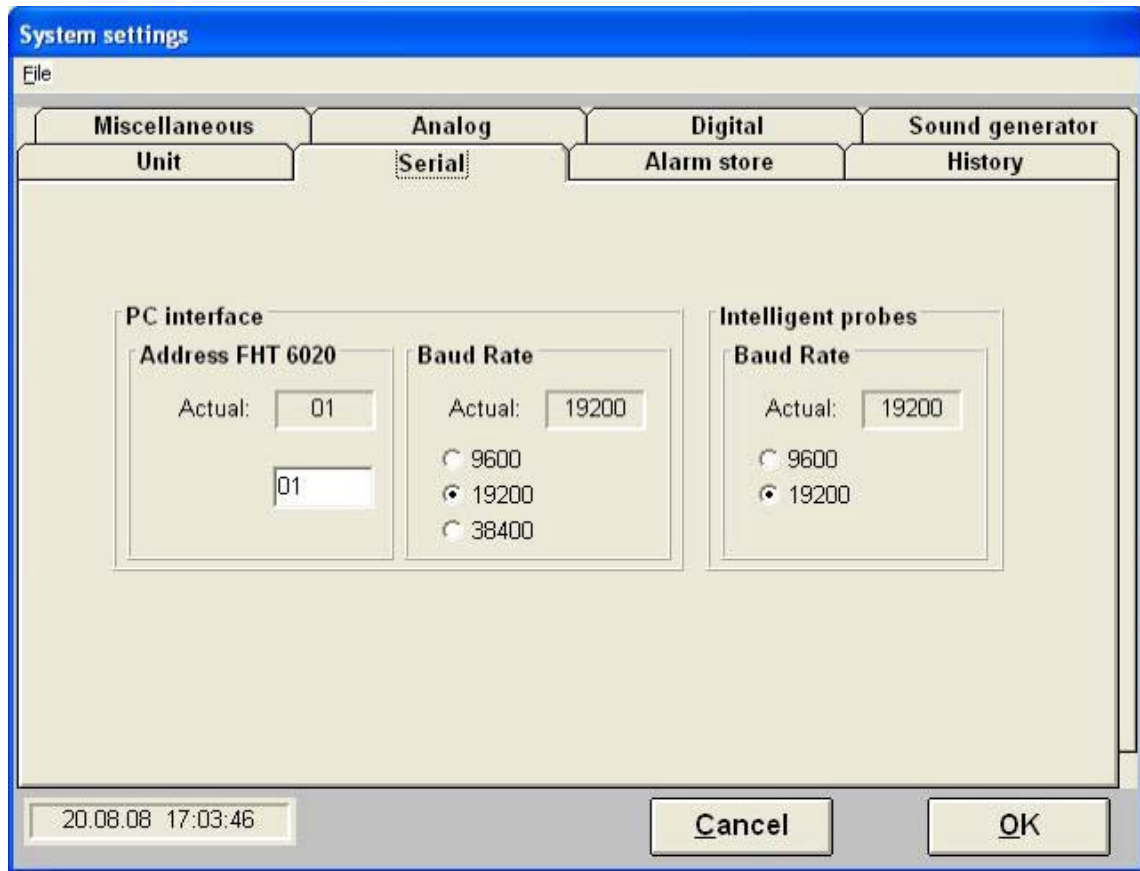 System settings
File
Miscellaneous Analog Digital Sound generator
Unit Serial Alarm store History
PC interface Intelligent probes
Address FHT 6020 Baud Rate Baud Rate
Actual: 01 Actual: 19200 Actual: 19200
9600 9600
01 19200 19200
38400
20.08.08 17:03:46 Cancel OK